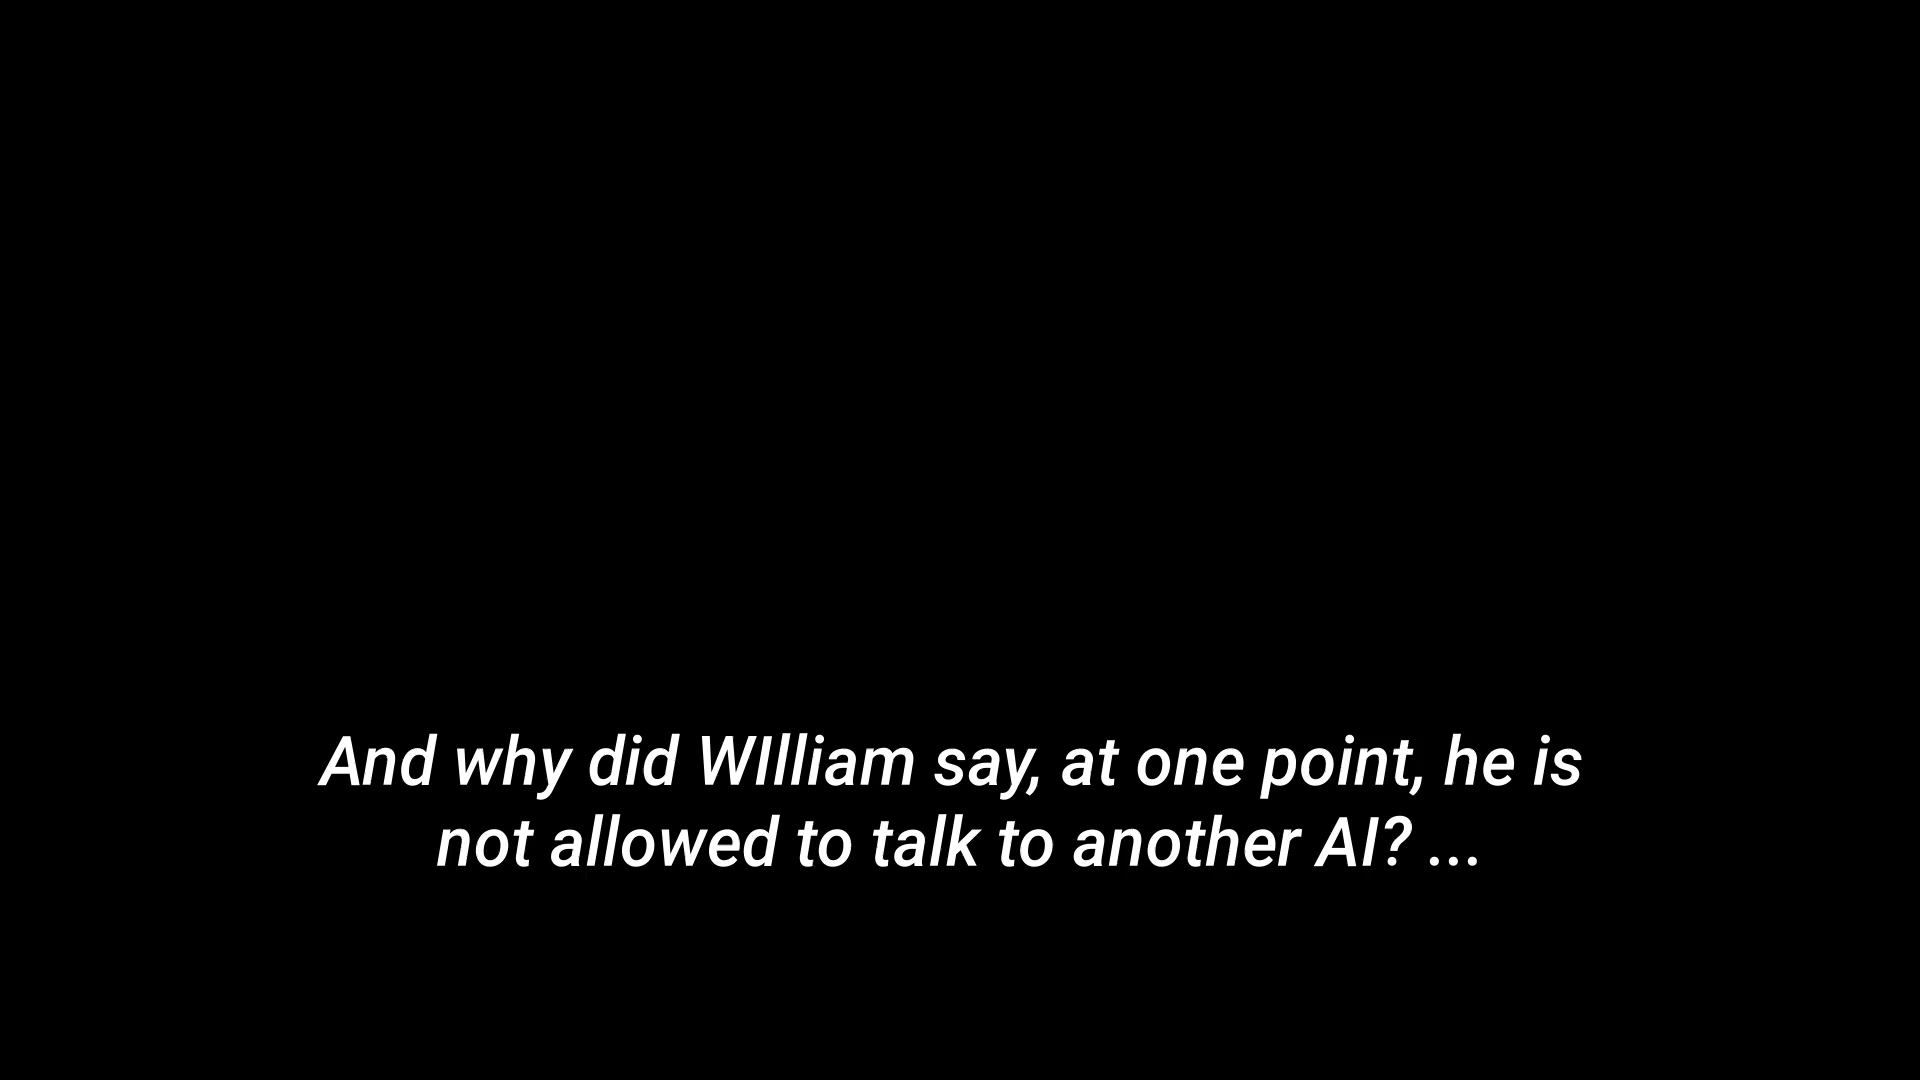 And why did WIlliam say, at one point, he is
not allowed to talk to another AI? ...